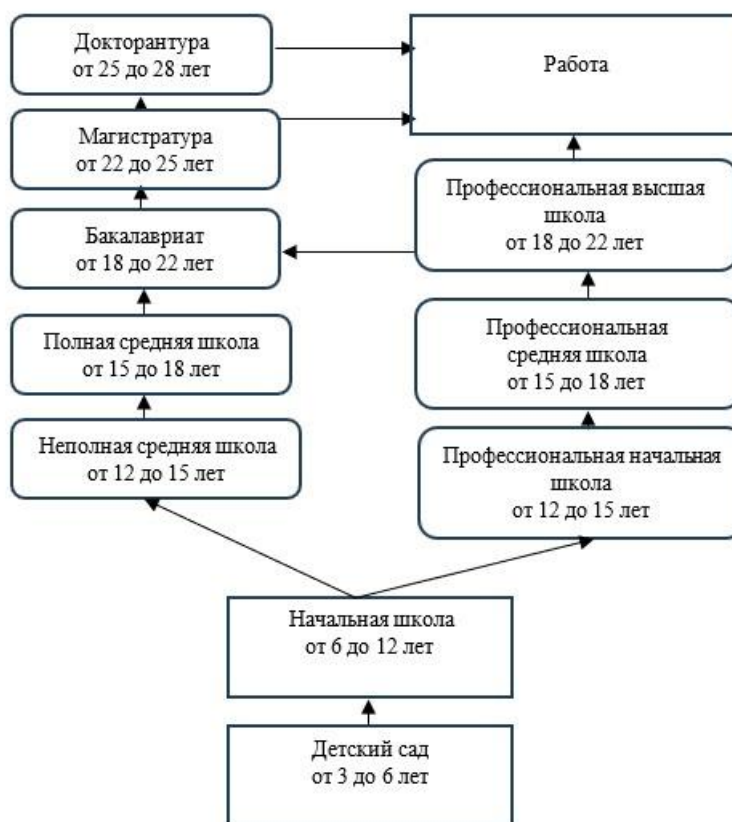 Докторантура
от 25 до 28 лет
Работа
Магистратура
от 22 до 25 лет
Профессиональная высшая
школа
от 18 до 22 лет
Бакалавриат
от 18 до 22 лет
Полная средняя школа
от 15 до 18 лет
Профессиональная
средняя школа
от 15 до 18 лет
Неполная средняя школа
от 12 до 15 лет
Профессиональная начальная
школа
от 12 до 15 лет
Начальная школа
от 6 до 12 лет
Детский сад
от 3 до 6 лет